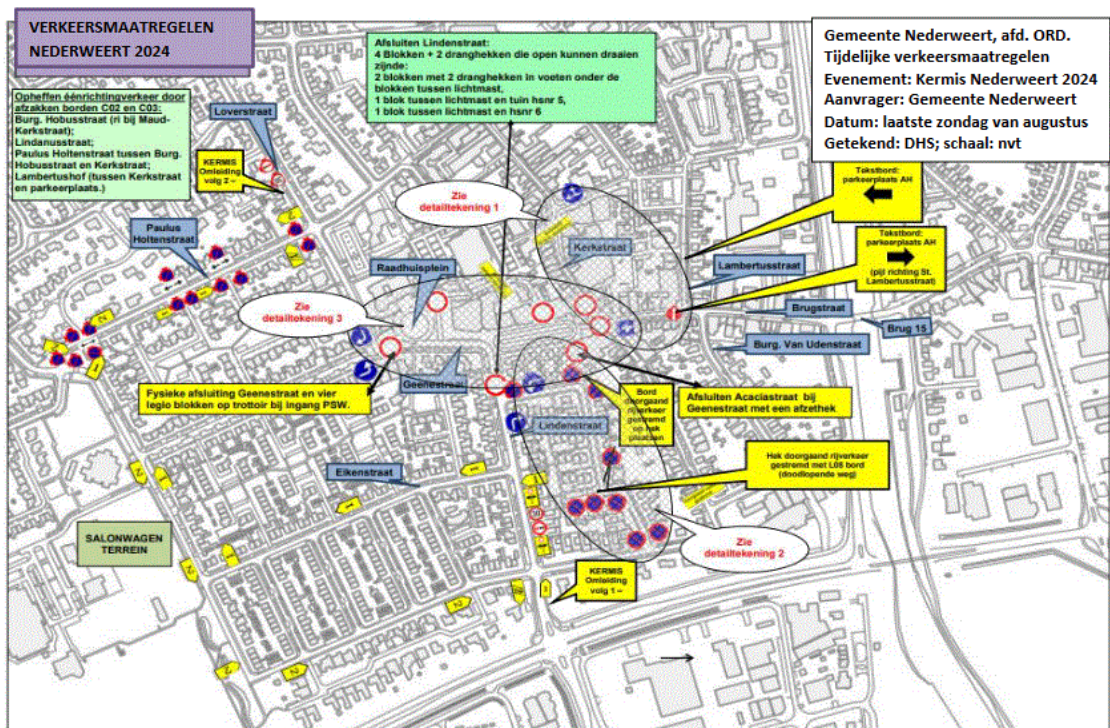 VERKEERSMAATREGELEN
NEDERWEERT 2024
Opheffen éénrichtingverkeer door
afzakken borden C02 en C03:
Burg. Hobusstraat (ri bij Maud-
Kerkstraat);
Lindanusstraat;
Paulus Holtenstraat tussen Burg.
Hobusstraat en Kerkstraat;
Lambertushof (tussen Kerkstraat
en parkeerplaats.)
Loverstraat
KERMIS
Omleiding
volg 2 –
Afsluiten Lindenstraat:
4 Blokken + 2 dranghekken die open kunnen draaien
zijnde:
2 blokken met 2 dranghekken in voeten onder de
blokken tussen lichtmast,
1 blok tussen lichtmast en tuin hsnr 5,
1 blok tussen lichtmast en hsnr 6
Gemeente Nederweert, afd. ORD.
Tijdelijke verkeersmaatregelen
Evenement: Kermis Nederweert 2024
Aanvrager: Gemeente Nederweert
Datum: laatste zondag van augustus
Getekend: DHS; schaal: nvt
Tekstbord:
parkeerplaats AH
Tekstbord:
parkeerplaats AH
(pijl richting St.
Lambertusstraat)
Zie
detailtekening 1
Kerkstraat
Paulus
Holtenstraat
Raadhuisplein
Lambertusstraat
Zie
detailtekening 3
Brugstraat
Brug 15
Burg. Van Udenstraat
Geenestraat
Fysieke afsluiting Geenestraat en vier
legio blokken op trottoir bij ingang PSW.
Bord
doorgaand
rijverkeer
gestremd
op hek
plaatsen
Afsluiten Acaciastraat bij
Geenestraat met een afzethek
Lindenstraat
Eikenstraat
Hek doorgaand rijverkeer
gestremd met L08 bord
(doodlopende weg)
SALONWAGEN
TERREIN
Zie
detailtekening 2
KERMIS
Omleiding
volg 1 –